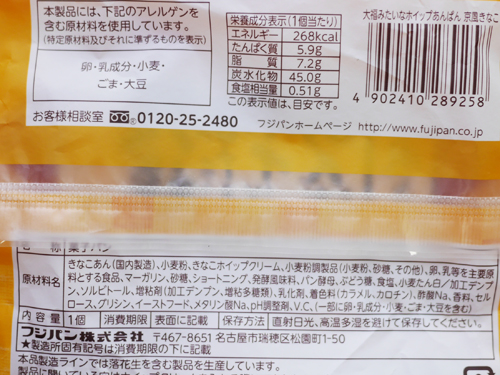 本製品には、下記のアレルゲンを
含む原材料を使用しています。
(特定原材料及びそれに準ずるものを表示)
卵・乳成分・小麦・
ごま・大豆
栄養成分表示(1個当たり)
エネルギー 268kcal
たんぱく質 5.9g
脂質 7.2g
炭水化物 45.0g
食塩相当量 0.51g
この表示値は、目安です。
大福みたいなホイップあんぱん 京風きなこ
4 902410 289258
お客様相談室 0120-25-2480
フジパンホームページ http://www.fujipan.co.jp
名称 菓子パン
原材料名 きなこあん(国内製造)、小麦粉、きなこホイップクリーム、小麦粉調製品(小麦粉、砂糖、その他)、卵、乳等を主要原
料とする食品、マーガリン、砂糖、ショートニング、発酵風味料、パン酵母、ぶどう糖、食塩、小麦たん白/加工デンプ
ン、ソルビトール、増粘剤(加工デンプン、増粘多糖類)、乳化剤、着色料(カラメル、カロチン)、酢酸Na、香料、セル
ロース、グリシン、イーストフード、メタリン酸Na、pH調整剤、V.C、(一部に卵・乳成分・小麦・ごま・大豆を含む)
内容量 1個 消費期限 表面に記載 保存方法 直射日光、高温多湿を避けて保存してください。
フジパン株式会社 〒467-8651 名古屋市瑞穂区松園町1-50
★製造所固有記号は消費期限の下に記載
本品製造ラインでは落花生を含む製品を生産しています。